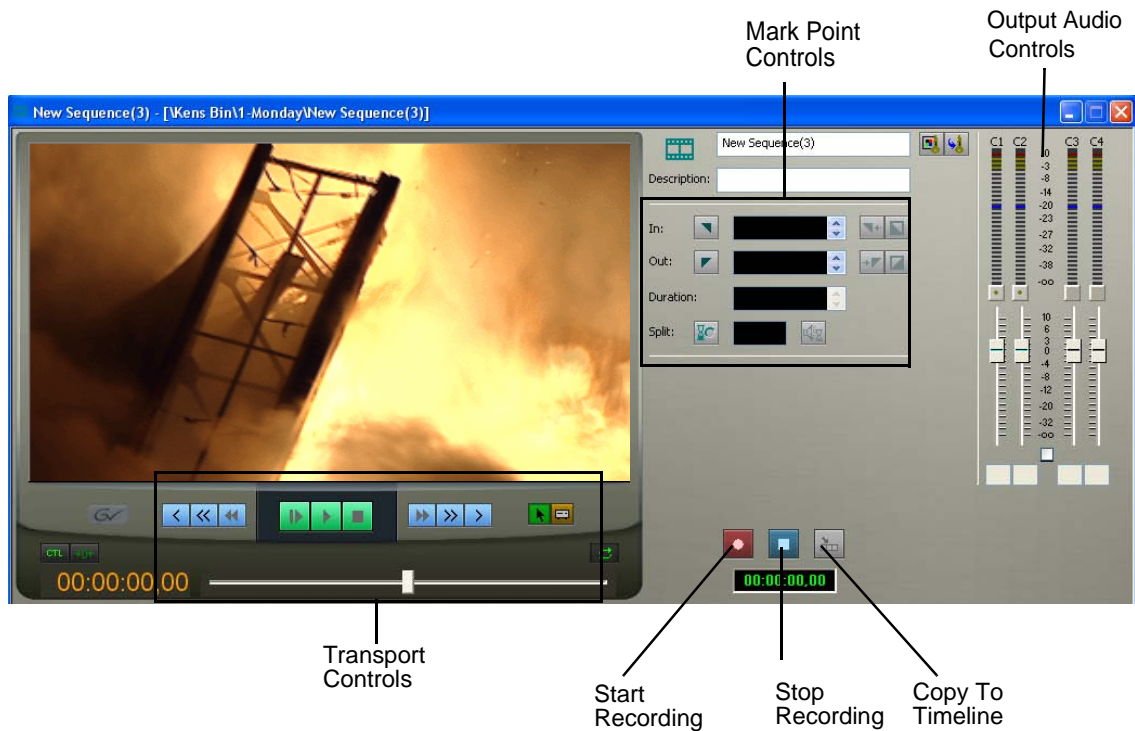 Mark Point
Controls
Output Audio
Controls
New Sequence(3) - [\Kens Bin\1-Monday\New Sequence(3)]
New Sequence(3)
Description:
In:
Out:
Duration:
Split:
C1 C2 C3 C4
0
-3
-8
-14
-20
-23
-27
-32
-38
-oo
10
6
3
0
-4
-8
-12
-20
-32
-oo
GV
CTL
00:00:00,00
00:00:00,00
Transport
Controls
Start
Recording
Stop
Recording
Copy To
Timeline